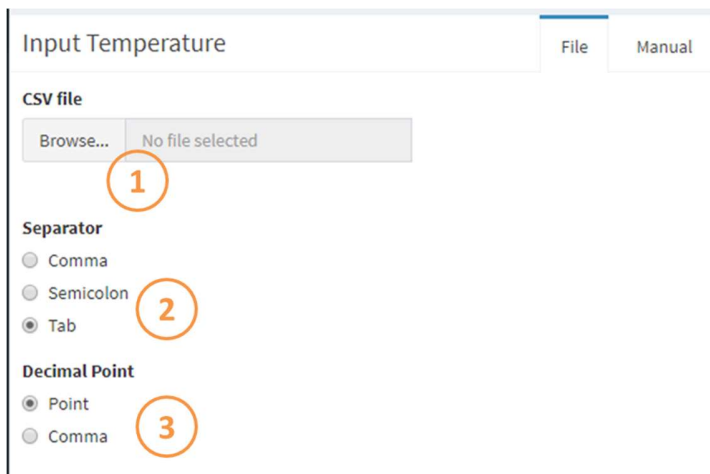 Input Temperature
File
Manual
CSV file
Browse...
No file selected
1
Separator
Comma
Semicolon
2
Tab
Decimal Point
Point
3
Comma